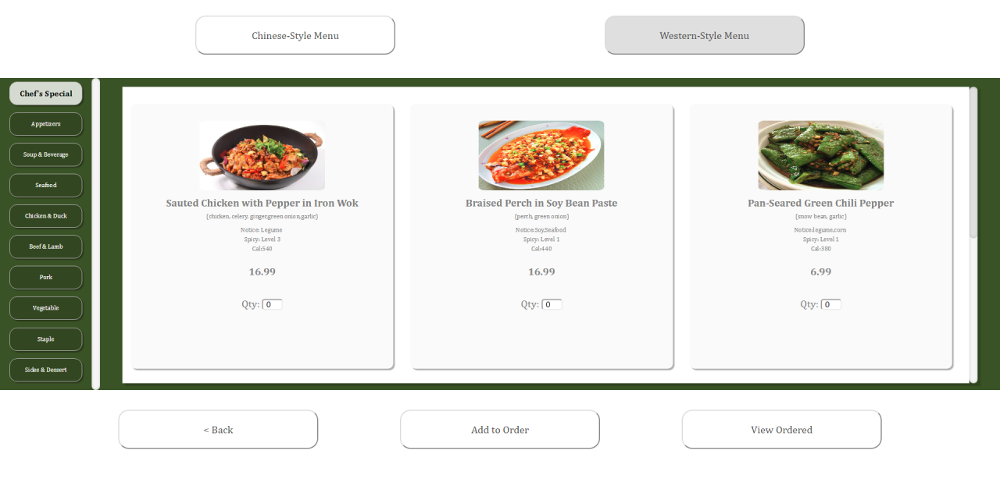 Chinese-Style Menu
Western-Style Menu
Chef's Special
Appetizers
Soup & Beverage
Seafood
Chicken & Duck
Beef & Lamb
Pork
Vegetable
Staple
Sides & Dessert
Sauted Chicken with Pepper in Iron Wok
(chicken, celery, ginger,green onion,garlic)
Notice: Legume
Spicy: Level 3
Cal:540
16.99
Qty: 0
Braised Perch in Soy Bean Paste
(perch, green onion)
Notice:Soy,Seafood
Spicy: Level 1
Cal:440
16.99
Qty: 0
Pan-Seared Green Chili Pepper
(snow bean, garlic)
Notice:legume,corn
Spicy: Level 1
Cal:380
6.99
Qty: 0
< Back
Add to Order
View Ordered